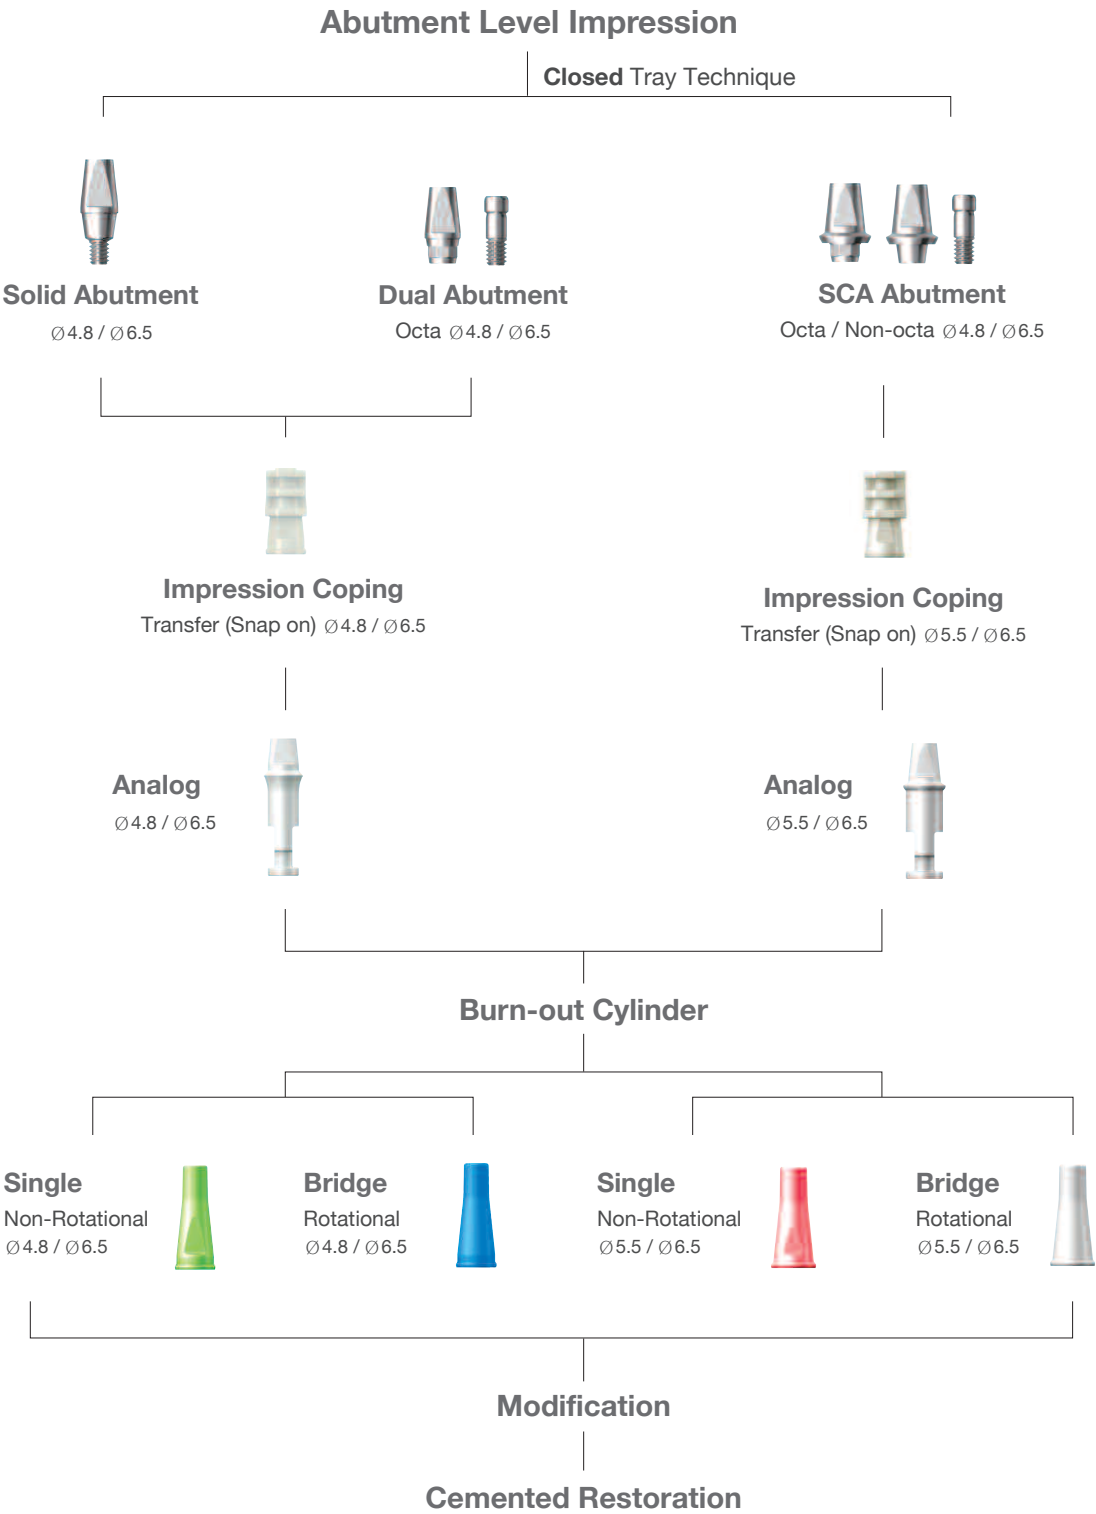 Abutment Level Impression
Closed Tray Technique
Solid Abutment
Ø4.8 / Ø6.5
Dual Abutment
Octa Ø4.8 / Ø6.5
SCA Abutment
Octa / Non-octa Ø4.8 / Ø6.5
Impression Coping
Transfer (Snap on) Ø4.8 / Ø6.5
Impression Coping
Transfer (Snap on) Ø5.5 / Ø6.5
Analog
Ø4.8 / Ø6.5
Analog
Ø5.5 / Ø6.5
Burn-out Cylinder
Single
Non-Rotational
Ø4.8 / Ø6.5
Bridge
Rotational
Ø4.8 / Ø6.5
Single
Non-Rotational
Ø5.5 / Ø6.5
Bridge
Rotational
Ø5.5 / Ø6.5
Modification
Cemented Restoration